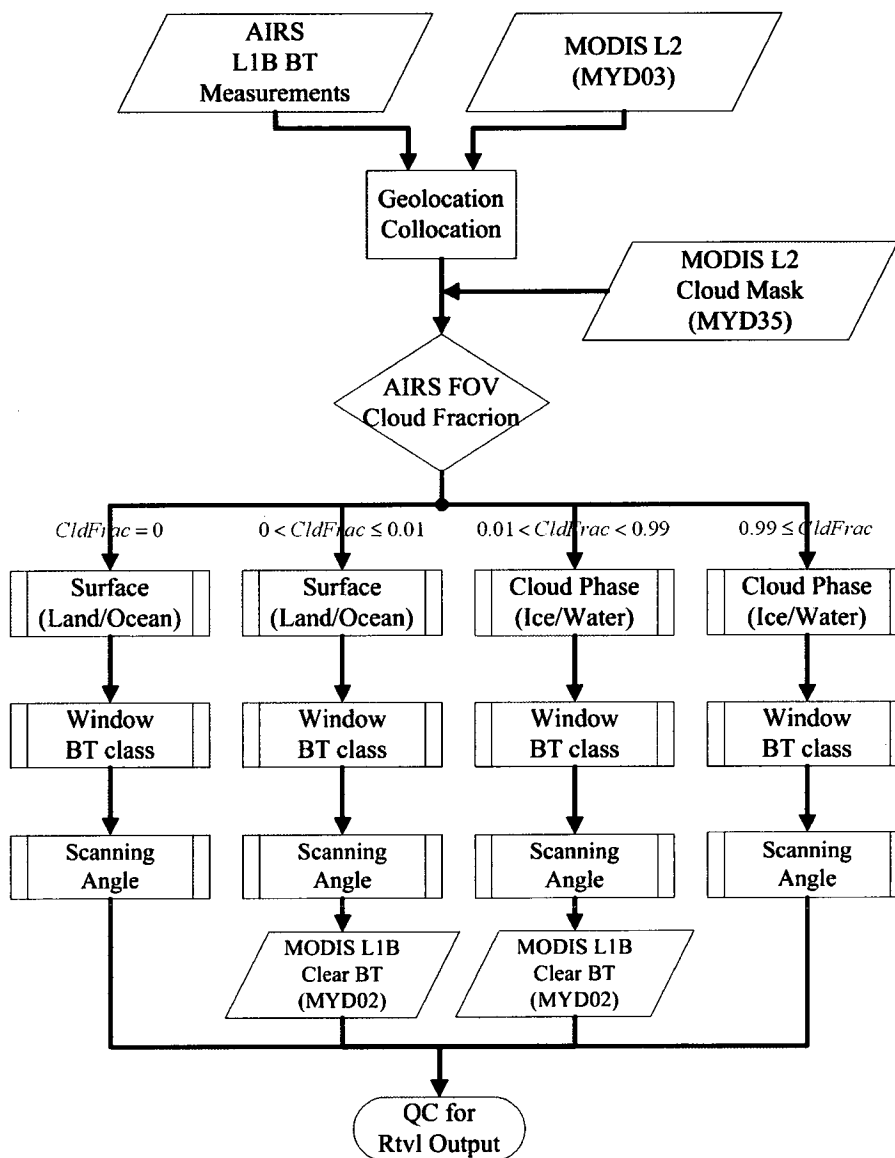 AIRS
L1B BT
Measurements
MODIS L2
(MYD03)
Geolocation
Collocation
MODIS L2
Cloud Mask
(MYD35)
AIRS FOV
Cloud Fracrion
CldFrac = 0
0 < CldFrac ≤ 0.01
0.01 < CldFrac < 0.99
0.99 ≤ CldFrac
Surface
(Land/Ocean)
Surface
(Land/Ocean)
Cloud Phase
(Ice/Water)
Cloud Phase
(Ice/Water)
Window
BT class
Window
BT class
Window
BT class
Window
BT class
Scanning
Angle
Scanning
Angle
Scanning
Angle
Scanning
Angle
MODIS L1B
Clear BT
(MYD02)
MODIS L1B
Clear BT
(MYD02)
QC for
Rtvl Output